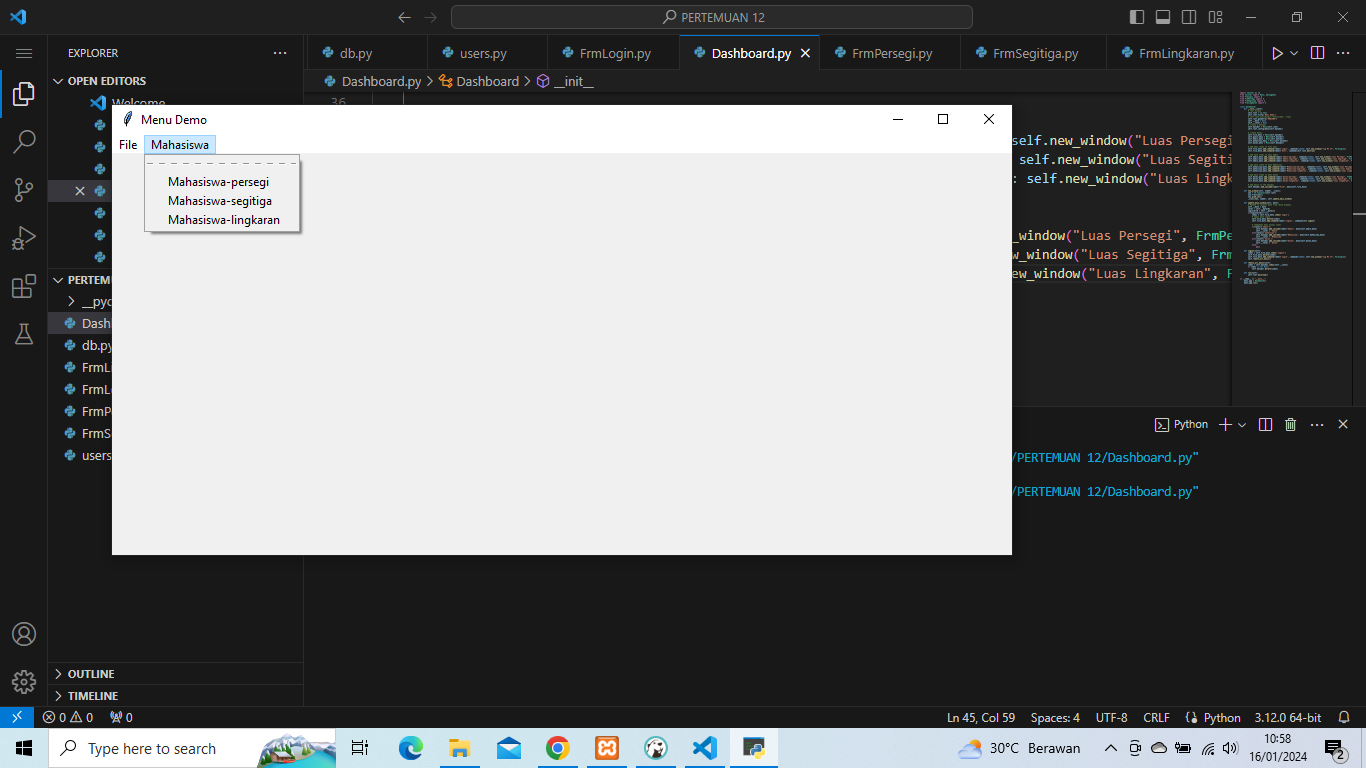 PERTEMUAN 12
EXPLORER
db.py
users.py
FrmLogin.py
Dashboard.py
FrmPersegi.py
FrmSegitiga.py
FrmLingkaran.py
OPEN EDITORS
Dashboard.py > Dashboard > __init__
Welcome
36
Menu Demo
File Mahasiswa
Mahasiswa-persegi
Mahasiswa-segitiga
Mahasiswa-lingkaran
self.new_window("Luas Persegi
self.new_window("Luas Segiti
: self.new_window("Luas Lingk
_window("Luas Persegi", FrmPe
w_window("Luas Segitiga", Frm
ew_window("Luas Lingkaran", F
PERTEM
__pyc
Dash
db.py
FrmLi
FrmL
FrmP
FrmS
users
OUTLINE
TIMELINE
Python
/PERTEMUAN 12/Dashboard.py"
/PERTEMUAN 12/Dashboard.py"
0 0 0
Ln 45, Col 59 Spaces: 4 UTF-8 CRLF Python 3.12.0 64-bit
Type here to search
30°C Berawan
10:58
16/01/2024
2